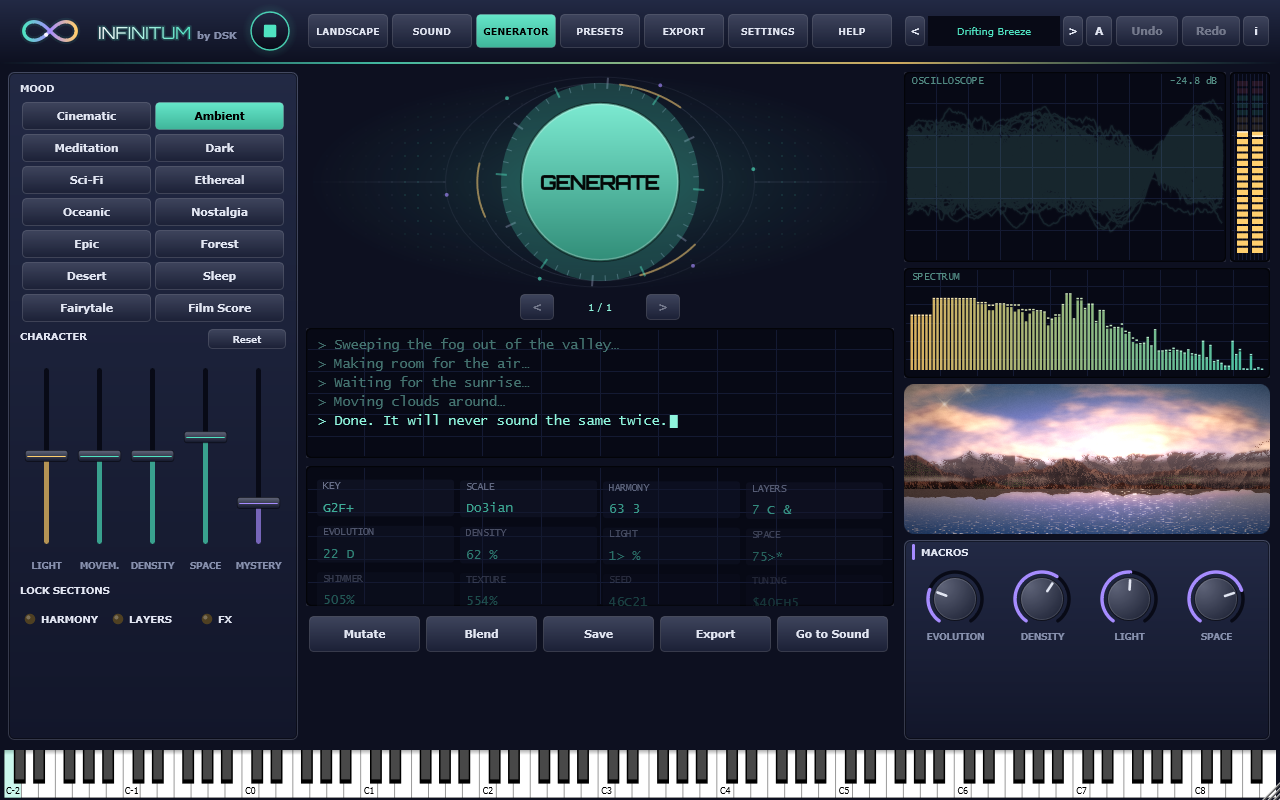 INFINITUM by DSK
LANDSCAPE SOUND GENERATOR PRESETS EXPORT SETTINGS HELP
< Drifting Breeze > A Undo Redo i
MOOD
Cinematic Ambient
Meditation Dark
Sci-Fi Ethereal
Oceanic Nostalgia
Epic Forest
Desert Sleep
Fairytale Film Score
CHARACTER Reset
LIGHT MOVEM. DENSITY SPACE MYSTERY
LOCK SECTIONS
HARMONY LAYERS FX
GENERATE
< 1 / 1 >
> Sweeping the fog out of the valley…
> Making room for the air…
> Waiting for the sunrise…
> Moving clouds around…
> Done. It will never sound the same twice.
KEY SCALE HARMONY LAYERS
G2F+ Do3ian 63 3 7 C &
EVOLUTION DENSITY LIGHT SPACE
22 D 62 % 1> % 75>*
SHIMMER TEXTURE SEED TUNING
505% 554% 46C21 $40FH5
Mutate Blend Save Export Go to Sound
OSCILLOSCOPE -24.8 dB
SPECTRUM
MACROS
EVOLUTION DENSITY LIGHT SPACE
C-2 C-1 C0 C1 C2 C3 C4 C5 C6 C7 C8